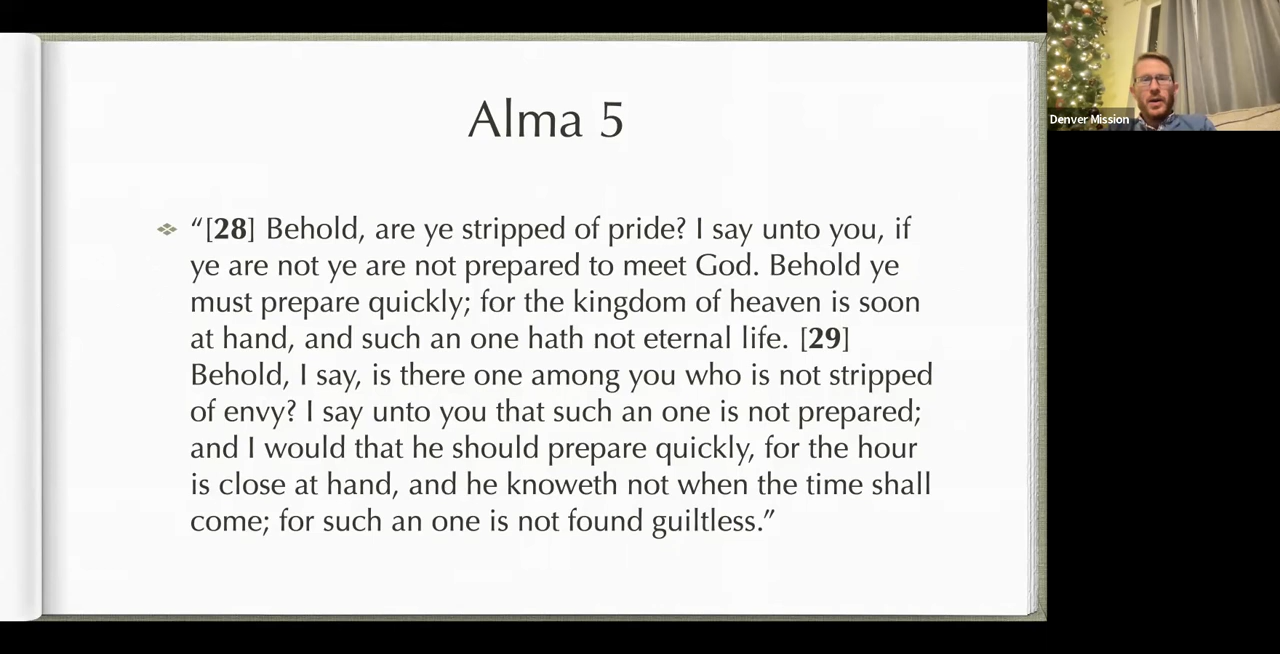 Alma 5
Denver Mission
“[28] Behold, are ye stripped of pride? I say unto you, if
ye are not ye are not prepared to meet God. Behold ye
must prepare quickly; for the kingdom of heaven is soon
at hand, and such an one hath not eternal life. [29]
Behold, I say, is there one among you who is not stripped
of envy? I say unto you that such an one is not prepared;
and I would that he should prepare quickly, for the hour
is close at hand, and he knoweth not when the time shall
come; for such an one is not found guiltless.”